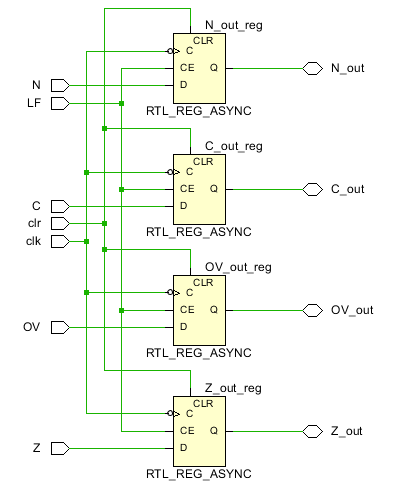 N_out_reg
CLR
C
CE Q N_out
N D
LF
RTL_REG_ASYNC
C_out_reg
CLR
C
CE Q C_out
C D
clr
RTL_REG_ASYNC
clk
OV_out_reg
CLR
C
CE Q OV_out
OV D
RTL_REG_ASYNC
Z_out_reg
CLR
C
CE Q Z_out
Z D
RTL_REG_ASYNC